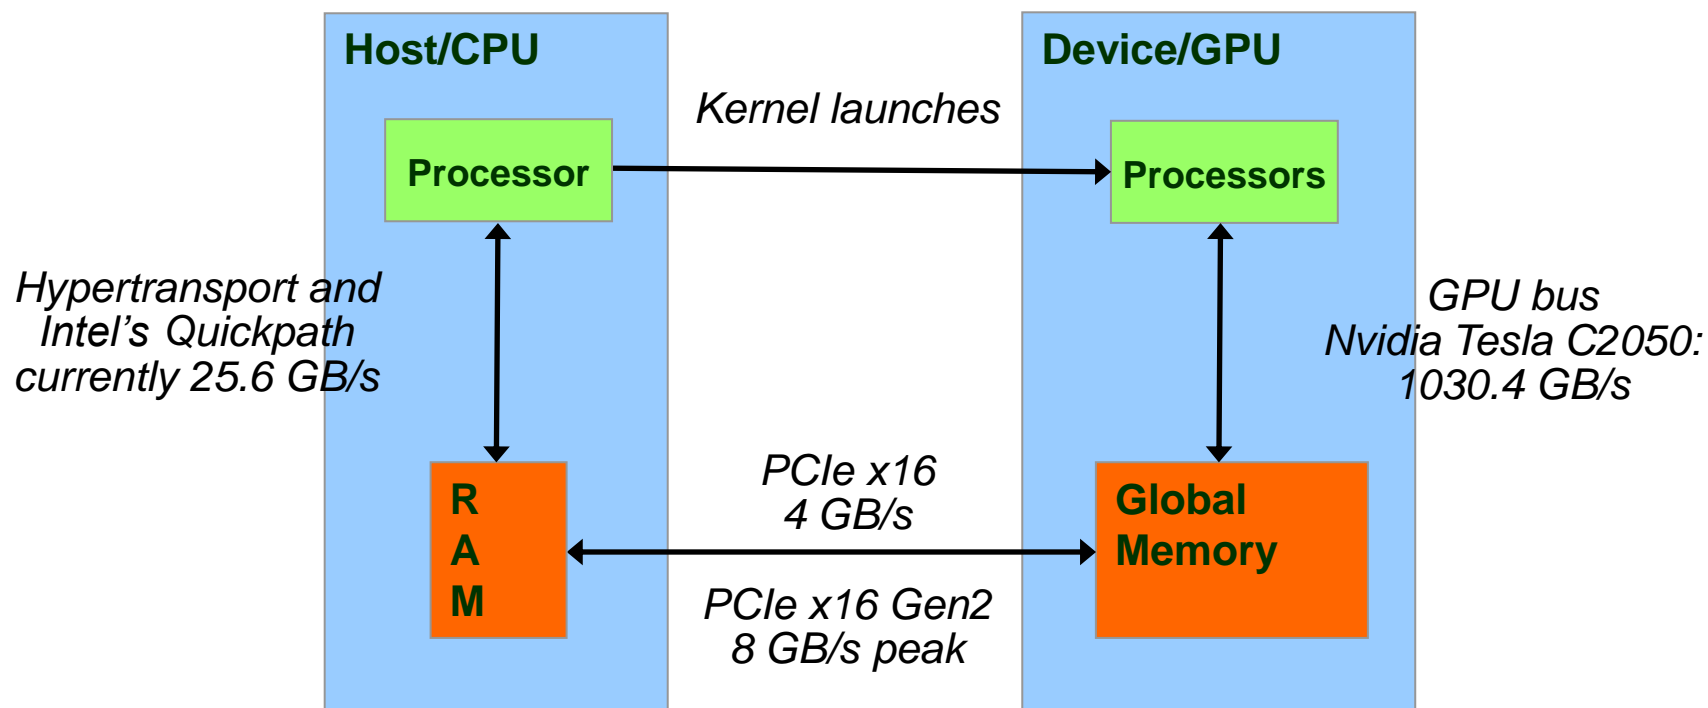 Host/CPU
Device/GPU
Kernel launches
Processor
Processors
Hypertransport and
Intel's Quickpath
currently 25.6 GB/s
GPU bus
Nvidia Tesla C2050:
1030.4 GB/s
PCIe x16
4 GB/s
R
A
M
Global
Memory
PCIe x16 Gen2
8 GB/s peak